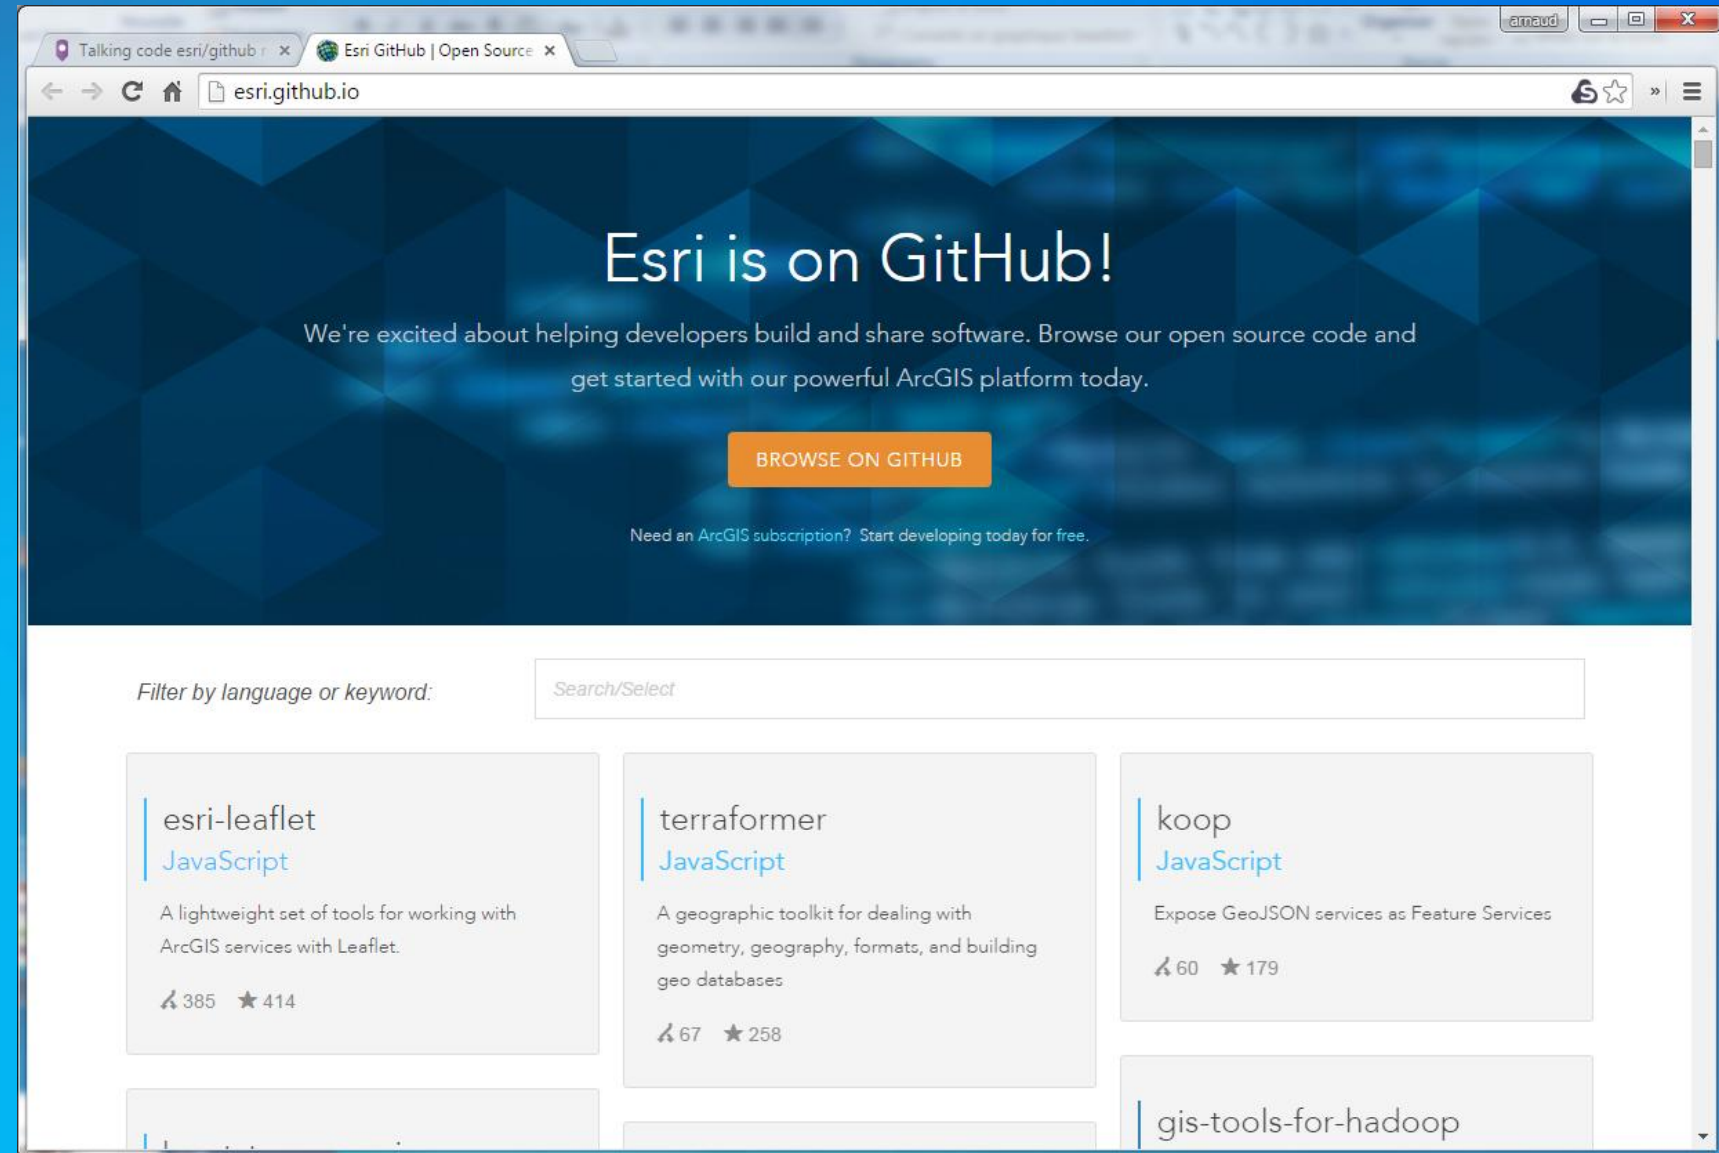 arnaud
Talking code esri/github r
Esri GitHub | Open Source
esri.github.io
Esri is on GitHub!
We're excited about helping developers build and share software. Browse our open source code and
get started with our powerful ArcGIS platform today.
BROWSE ON GITHUB
Need an ArcGIS subscription? Start developing today for free.
Filter by language or keyword:
Search/Select
esri-leaflet
JavaScript
A lightweight set of tools for working with
ArcGIS services with Leaflet.
385 ★ 414
terraformer
JavaScript
A geographic toolkit for dealing with
geometry, geography, formats, and building
geo databases
67 ★ 258
koop
JavaScript
Expose GeoJSON services as Feature Services
60 ★ 179
gis-tools-for-hadoop